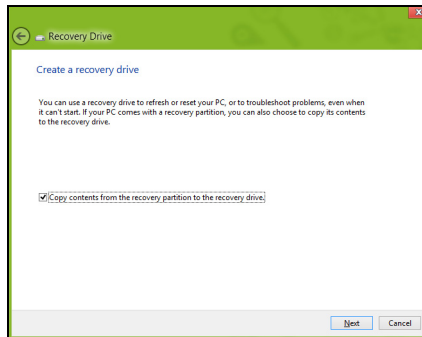 Recovery Drive
Create a recovery drive
You can use a recovery drive to refresh or reset your PC, or to troubleshoot problems, even when
it can't start. If your PC comes with a recovery partition, you can also choose to copy its contents
to the recovery drive.
Copy contents from the recovery partition to the recovery drive.
Next Cancel